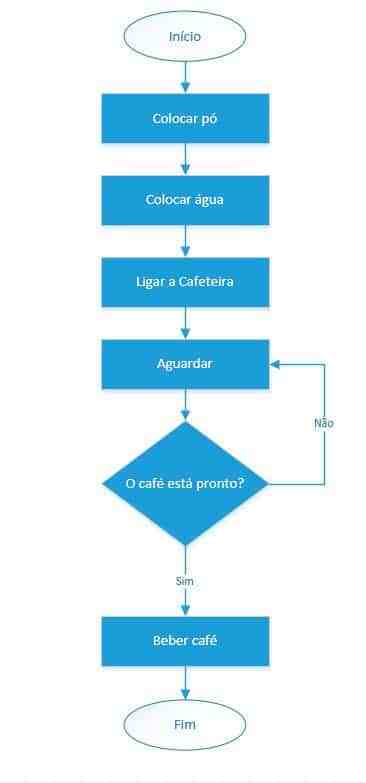 Início
Colocar pó
Colocar água
Ligar a Cafeteira
Aguardar
Não
O café está pronto?
Sim
Beber café
Fim